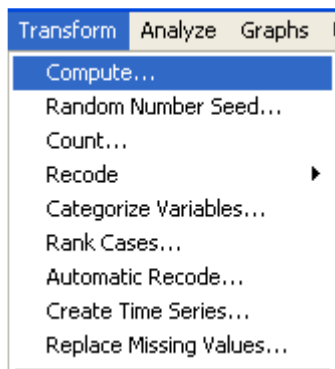 Transform Analyze Graphs
Compute...
Random Number Seed...
Count...
Recode
Categorize Variables...
Rank Cases...
Automatic Recode...
Create Time Series...
Replace Missing Values...